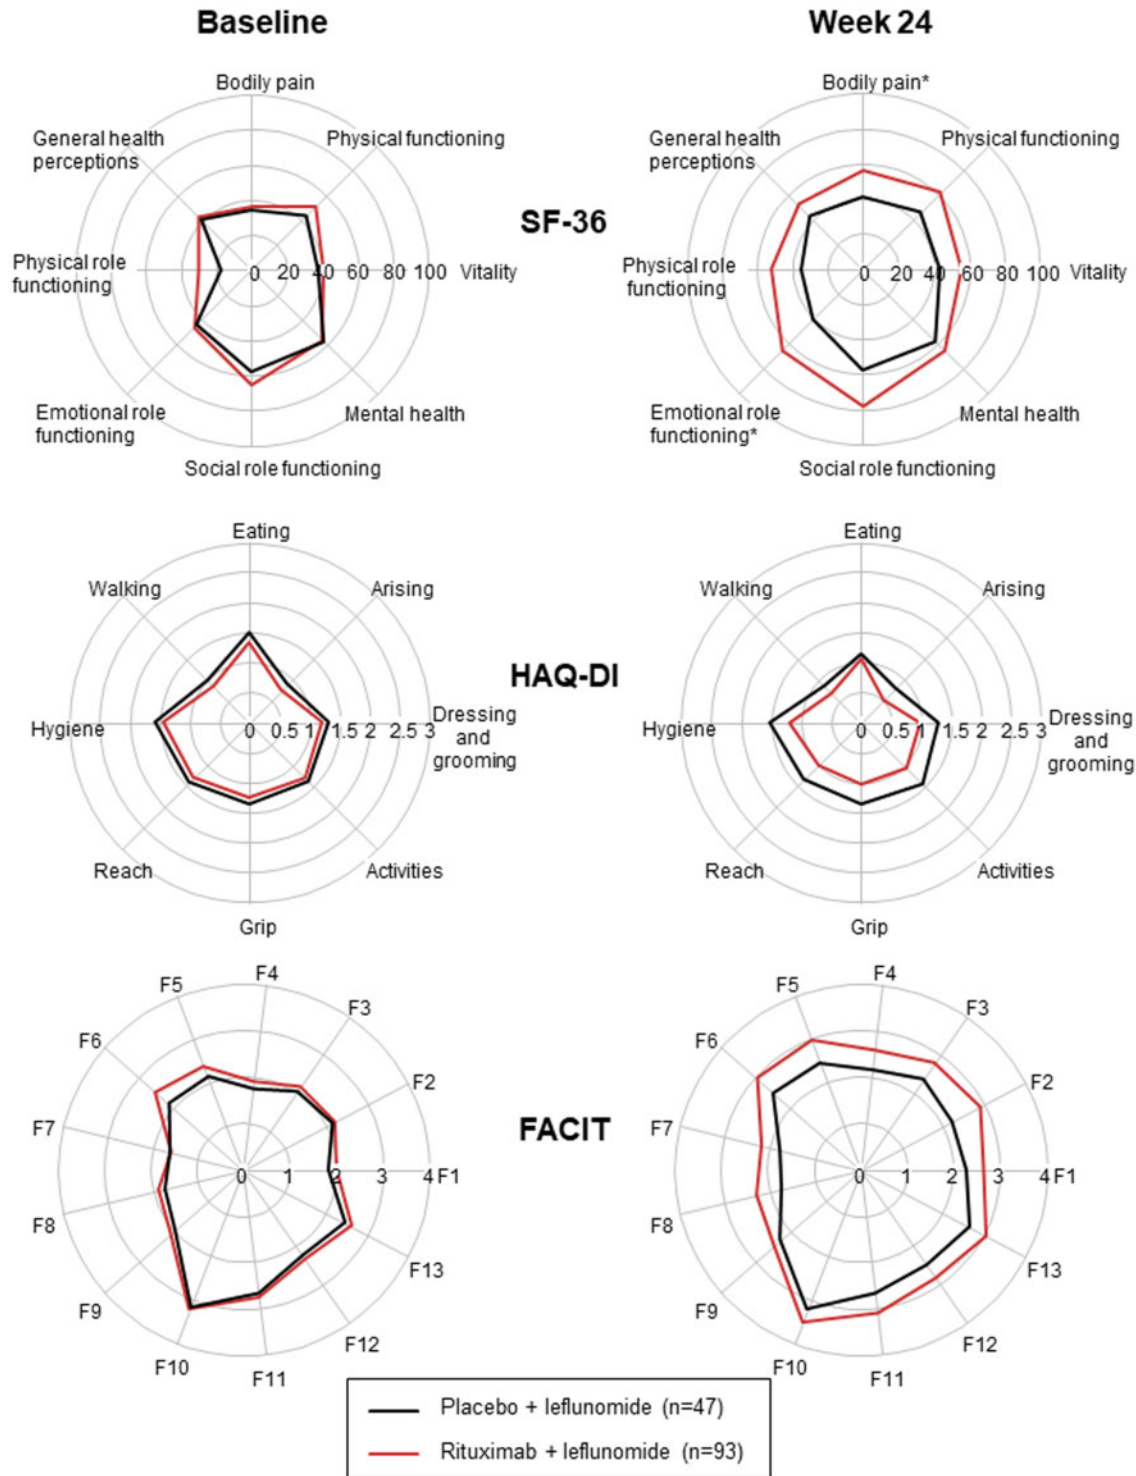 Baseline
Week 24
Bodily pain
General health
perceptions
Physical functioning
Physical role
functioning
0 20 40 60 80 100
Vitality
Emotional role
functioning
Mental health
Social role functioning
SF-36
Bodily pain*
General health
perceptions
Physical functioning
Physical role
functioning
0 20 40 60 80 100
Vitality
Emotional role
functioning*
Mental health
Social role functioning
Eating
Walking
Arising
Hygiene
0 0.5 1 1.5 2 2.5 3
Dressing
and
grooming
Reach
Activities
Grip
HAQ-DI
Eating
Walking
Arising
Hygiene
0 0.5 1 1.5 2 2.5 3
Dressing
and
grooming
Reach
Activities
Grip
F4
F5
F3
F6
F2
F7
0 1 2 3 4
F1
F8
F13
F9
F12
F10
F11
FACIT
F4
F5
F3
F6
F2
F7
0 1 2 3 4
F1
F8
F13
F9
F12
F10
F11
Placebo + leflunomide (n=47)
Rituximab + leflunomide (n=93)